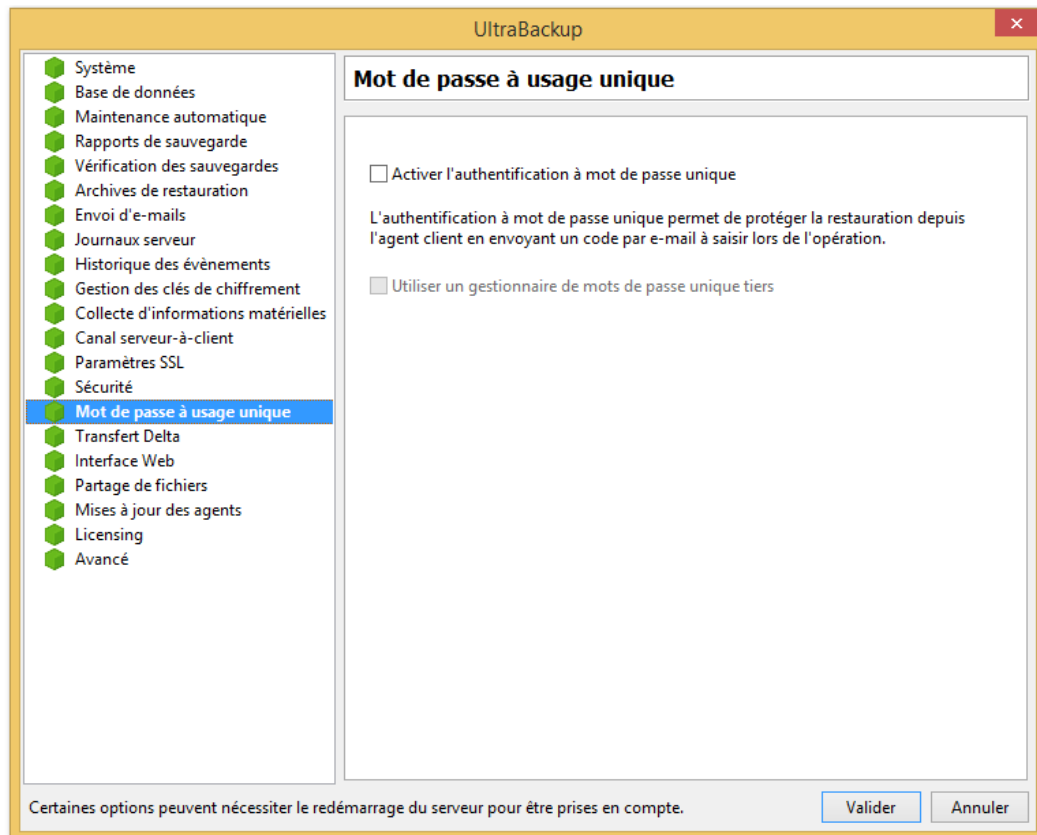 UltraBackup
Système
Base de données
Maintenance automatique
Rapports de sauvegarde
Vérification des sauvegardes
Archives de restauration
Envoi d'e-mails
Journaux serveur
Historique des évènements
Gestion des clés de chiffrement
Collecte d'informations matérielles
Canal serveur-à-client
Paramètres SSL
Sécurité
Mot de passe à usage unique
Transfert Delta
Interface Web
Partage de fichiers
Mises à jour des agents
Licensing
Avancé
Mot de passe à usage unique
Activer l'authentification à mot de passe unique
L'authentification à mot de passe unique permet de protéger la restauration depuis
l'agent client en envoyant un code par e-mail à saisir lors de l'opération.
Utiliser un gestionnaire de mots de passe unique tiers
Certaines options peuvent nécessiter le redémarrage du serveur pour être prises en compte.
Valider
Annuler